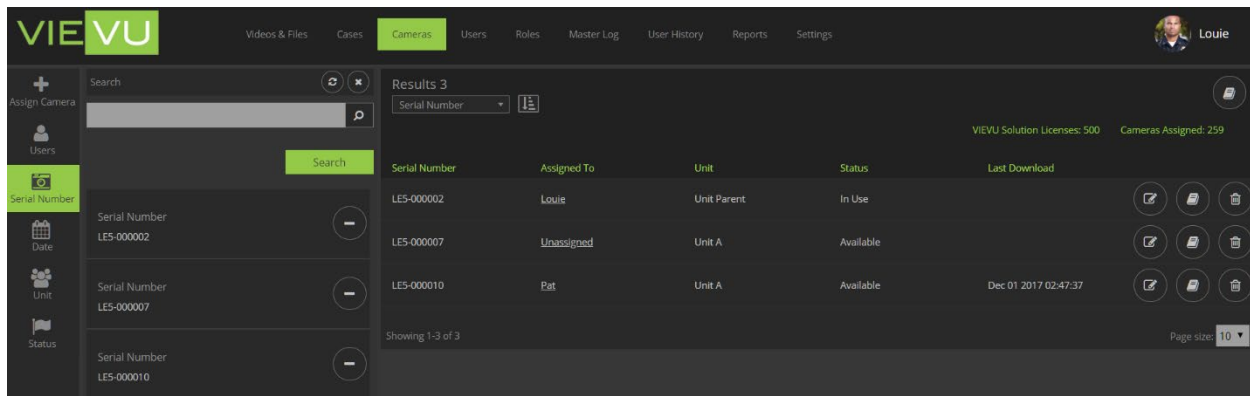 VIEVU Videos & Files Cases Cameras Users Roles Master Log User History Reports Settings Louie
Assign Camera
Users
Serial Number
Date
Unit
Status
Search
Search
Serial Number
LE5-000002
Serial Number
LE5-000007
Serial Number
LE5-000010
Results 3
Serial Number
VIEVU Solution Licenses: 500 Cameras Assigned: 259
Serial Number Assigned To Unit Status Last Download
LE5-000002 Louie Unit Parent In Use
LE5-000007 Unassigned Unit A Available
LE5-000010 Pat Unit A Available Dec 01 2017 02:47:37
Showing 1-3 of 3 Page size: 10